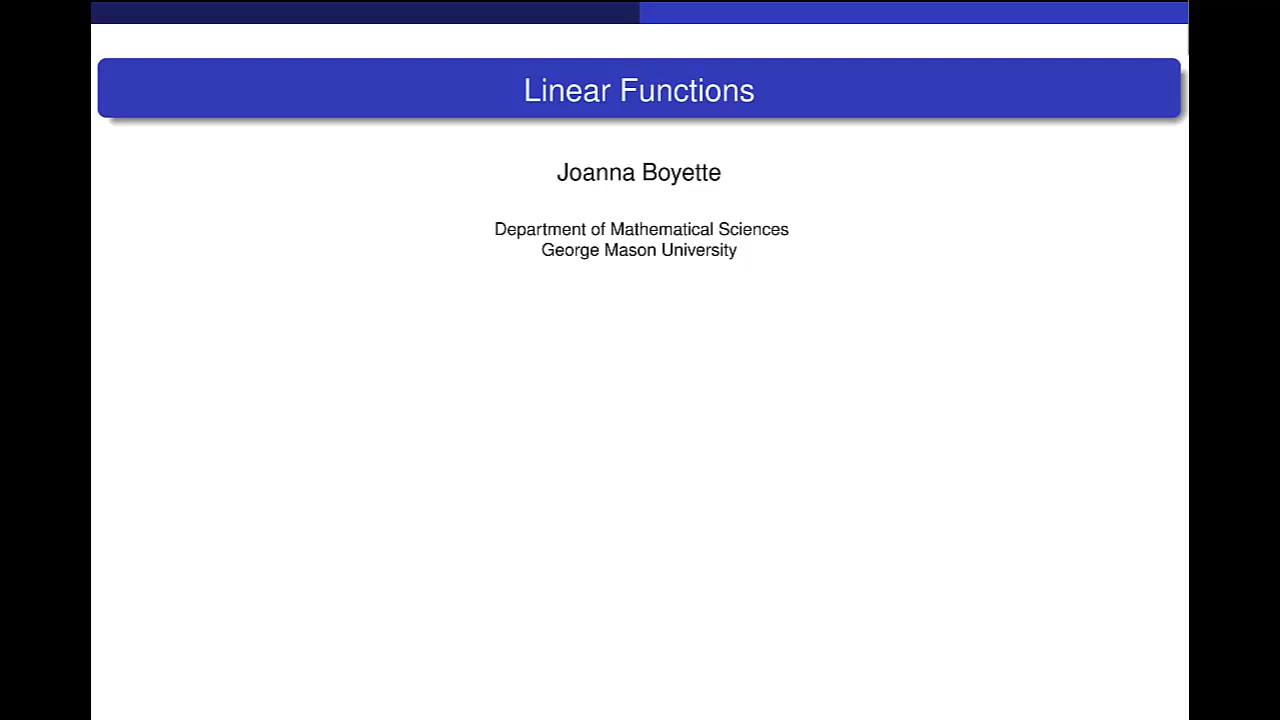 Linear Functions
Joanna Boyette
Department of Mathematical Sciences
George Mason University